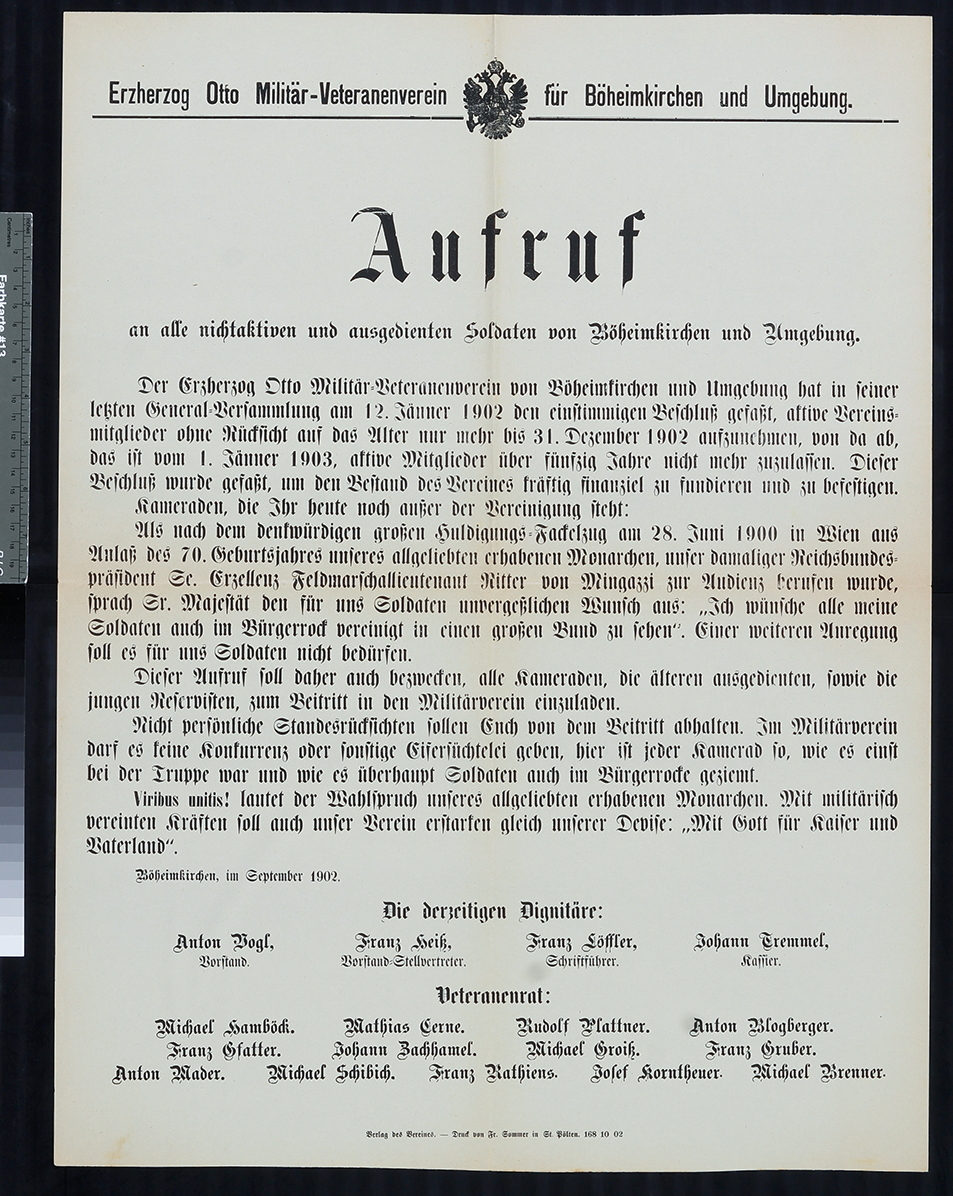 Erzherzog Otto Militär-Veteranenverein für Böheimkirchen und Umgebung.
Aufruf
an alle nichtaktiven und ausgedienten Soldaten von Böheimkirchen und Umgebung.
Der Erzherzog Otto Militär-Veteranenverein von Böheimkirchen und Umgebung hat in seiner
letzten General-Versammlung am 12. Jänner 1902 den einstimmigen Beschluß gefaßt, aktive Vereins-
mitglieder ohne Rücksicht auf das Alter nur mehr bis 31. Dezember 1902 aufzunehmen, von da ab,
das ist vom 1. Jänner 1903, aktive Mitglieder über fünfzig Jahre nicht mehr zuzulassen. Dieser
Beschluß wurde gefaßt, um den Bestand des Vereines kräftig finanziel zu fundieren und zu befestigen.
Kameraden, die Ihr heute noch außer der Vereinigung steht:
Als nach dem denkwürdigen großen Huldigungs-Fackelzug am 28. Juni 1900 in Wien aus
Anlaß des 70. Geburtsjahres unseres allgeliebten erhabenen Monarchen, unser damaliger Reichsbundes-
präsident Se. Exzellenz Feldmarschallieutenant Ritter von Mingazzi zur Audienz berufen wurde,
sprach Sr. Majestät den für uns Soldaten unvergeßlichen Wunsch aus: „Ich wünsche alle meine
Soldaten auch im Bürgerrock vereinigt in einen großen Bund zu sehen“. Einer weiteren Anregung
soll es für uns Soldaten nicht bedürfen.
Dieser Aufruf soll daher auch bezwecken, alle Kameraden, die älteren ausgedienten, sowie die
jungen Reservisten, zum Beitritt in den Militärverein einzuladen.
Nicht persönliche Standesrücksichten sollen Euch von dem Beitritt abhalten. Im Militärverein
darf es keine Konkurrenz oder sonstige Eifersüchtelei geben, hier ist jeder Kamerad so, wie es einst
bei der Truppe war und wie es überhaupt Soldaten auch im Bürgerrocke geziemt.
Viribus unitis! lautet der Wahlspruch unseres allgeliebten erhabenen Monarchen. Mit militärisch
vereinten Kräften soll auch unser Verein erstarken gleich unserer Devise: „Mit Gott für Kaiser und
Vaterland“.
Böheimkirchen, im September 1902.
Die derzeitigen Dignitäre:
Anton Vogl, Franz Heiß, Franz Löffler, Johann Tremmel,
Vorstand. Vorstand-Stellvertreter. Schriftführer. Kassier.
Veteranenrat:
Michael Hamböck. Mathias Cerne. Rudolf Plattner. Anton Blogberger.
Franz Gsatter. Johann Zachhamel. Michael Groiß. Franz Gruber.
Anton Mader. Michael Schibich. Franz Rathiens. Josef Korntheuer. Michael Brenner.
Verlag des Vereines. — Druck von Fr. Sommer in St. Pölten. 168 10 02
Farbkarte #13
Centimetres